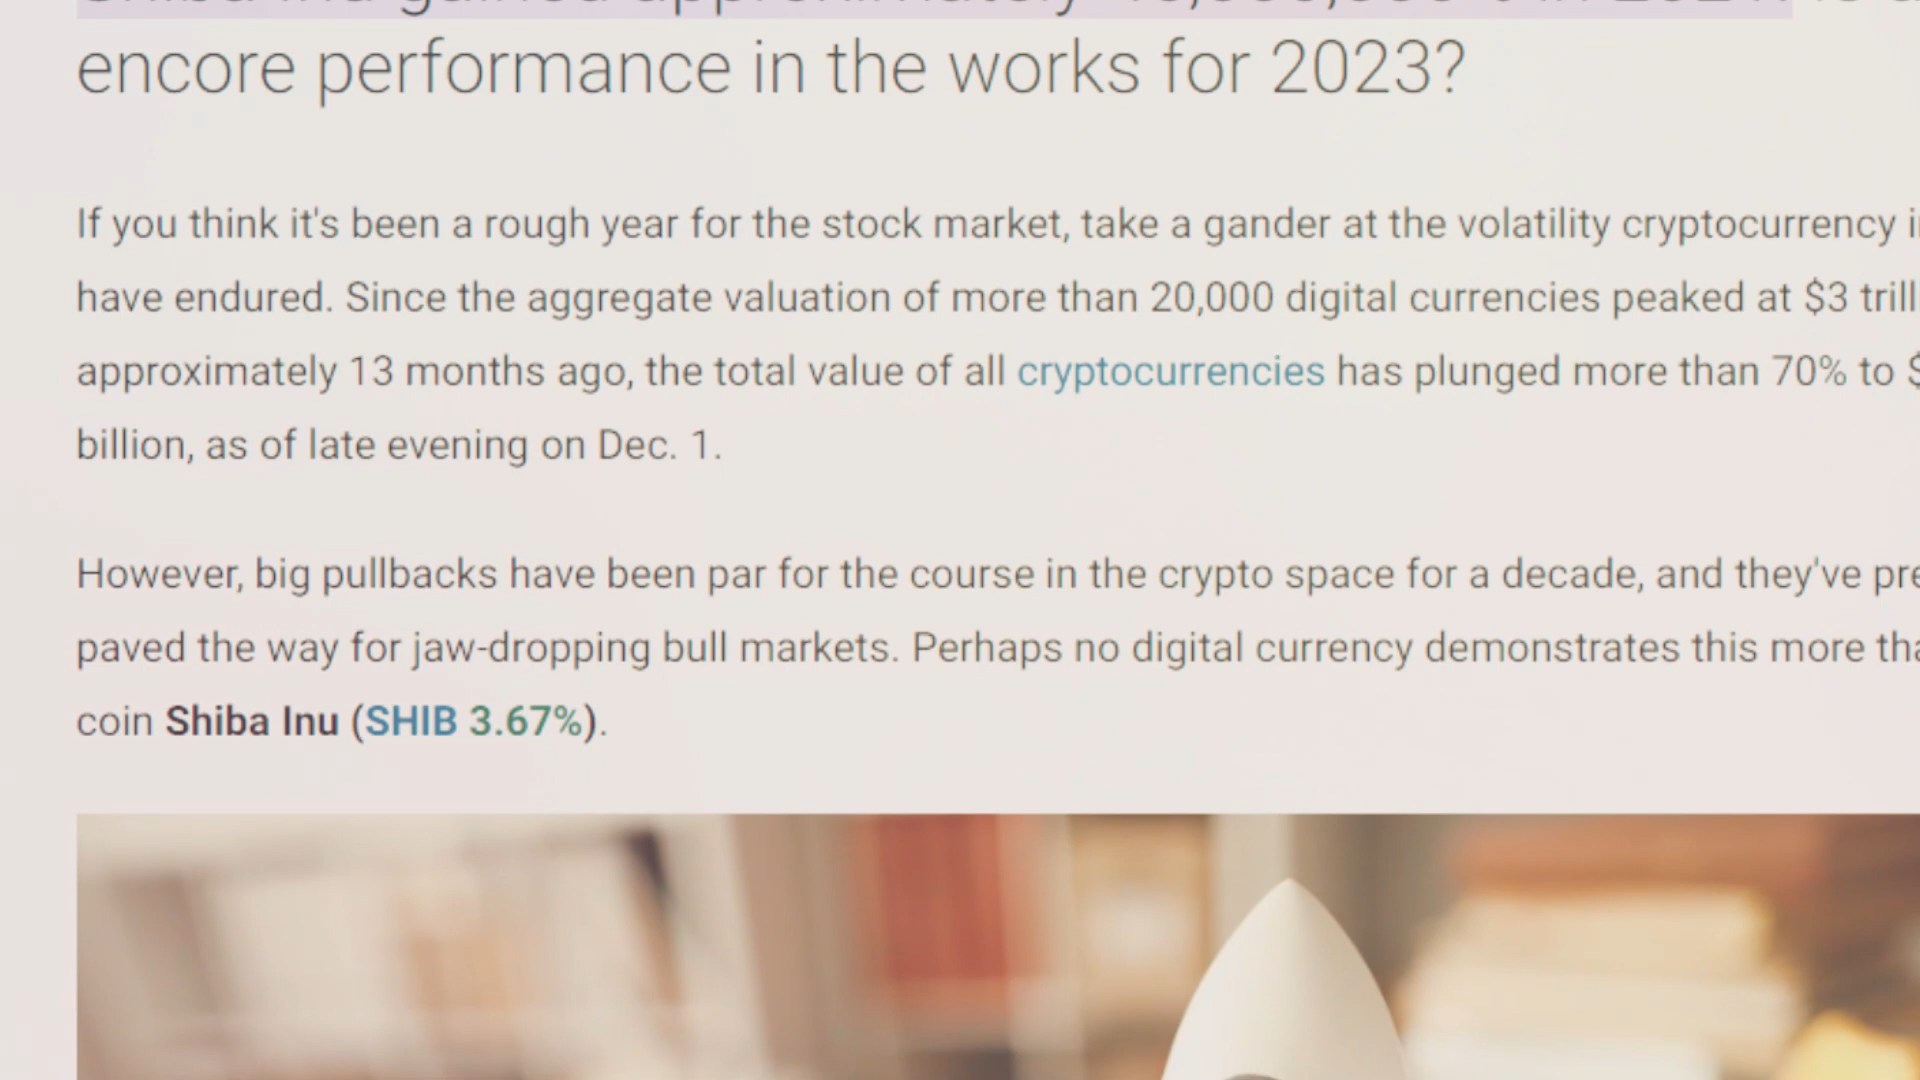 Shiba Inu gained approximately
encore performance in the works for 2023?
If you think it's been a rough year for the stock market, take a gander at the volatility cryptocurrency
have endured. Since the aggregate valuation of more than 20,000 digital currencies peaked at $3
approximately 13 months ago, the total value of all cryptocurrencies has plunged more than 70% to
billion, as of late evening on Dec. 1.
However, big pullbacks have been par for the course in the crypto space for a decade, and they've
paved the way for jaw-dropping bull markets. Perhaps no digital currency demonstrates this more
coin Shiba Inu (SHIB 3.67%).